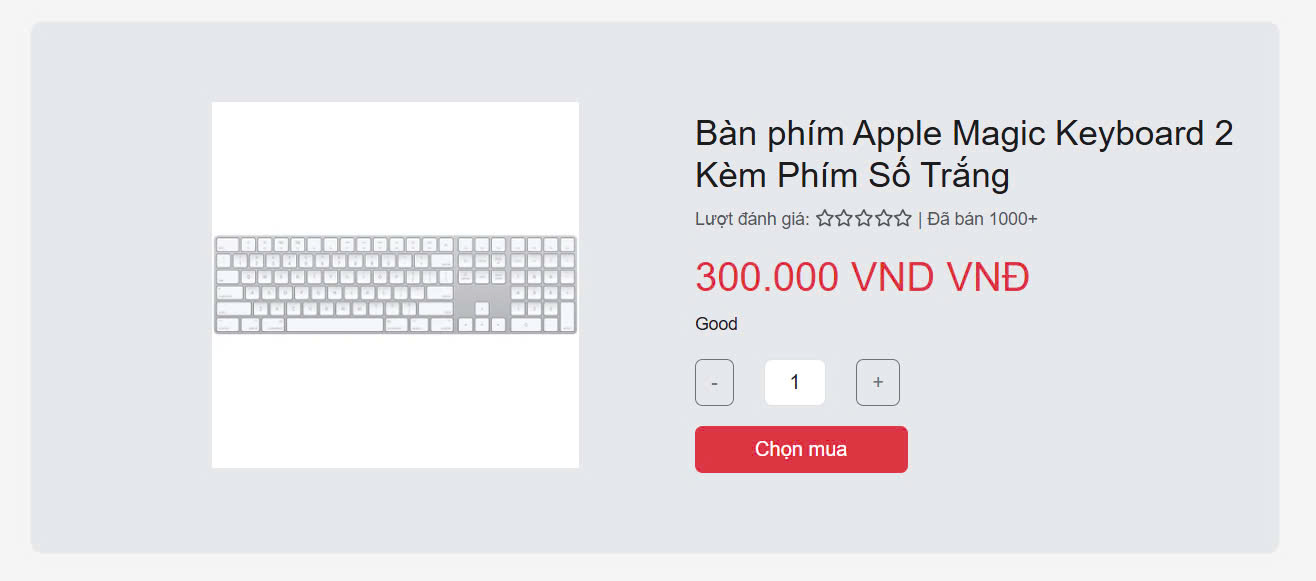 Bàn phím Apple Magic Keyboard 2
Kèm Phím Số Trắng
Lượt đánh giá: ☆☆☆☆☆ | Đã bán 1000+
300.000 VND VNĐ
Good
- 1 +
Chọn mua